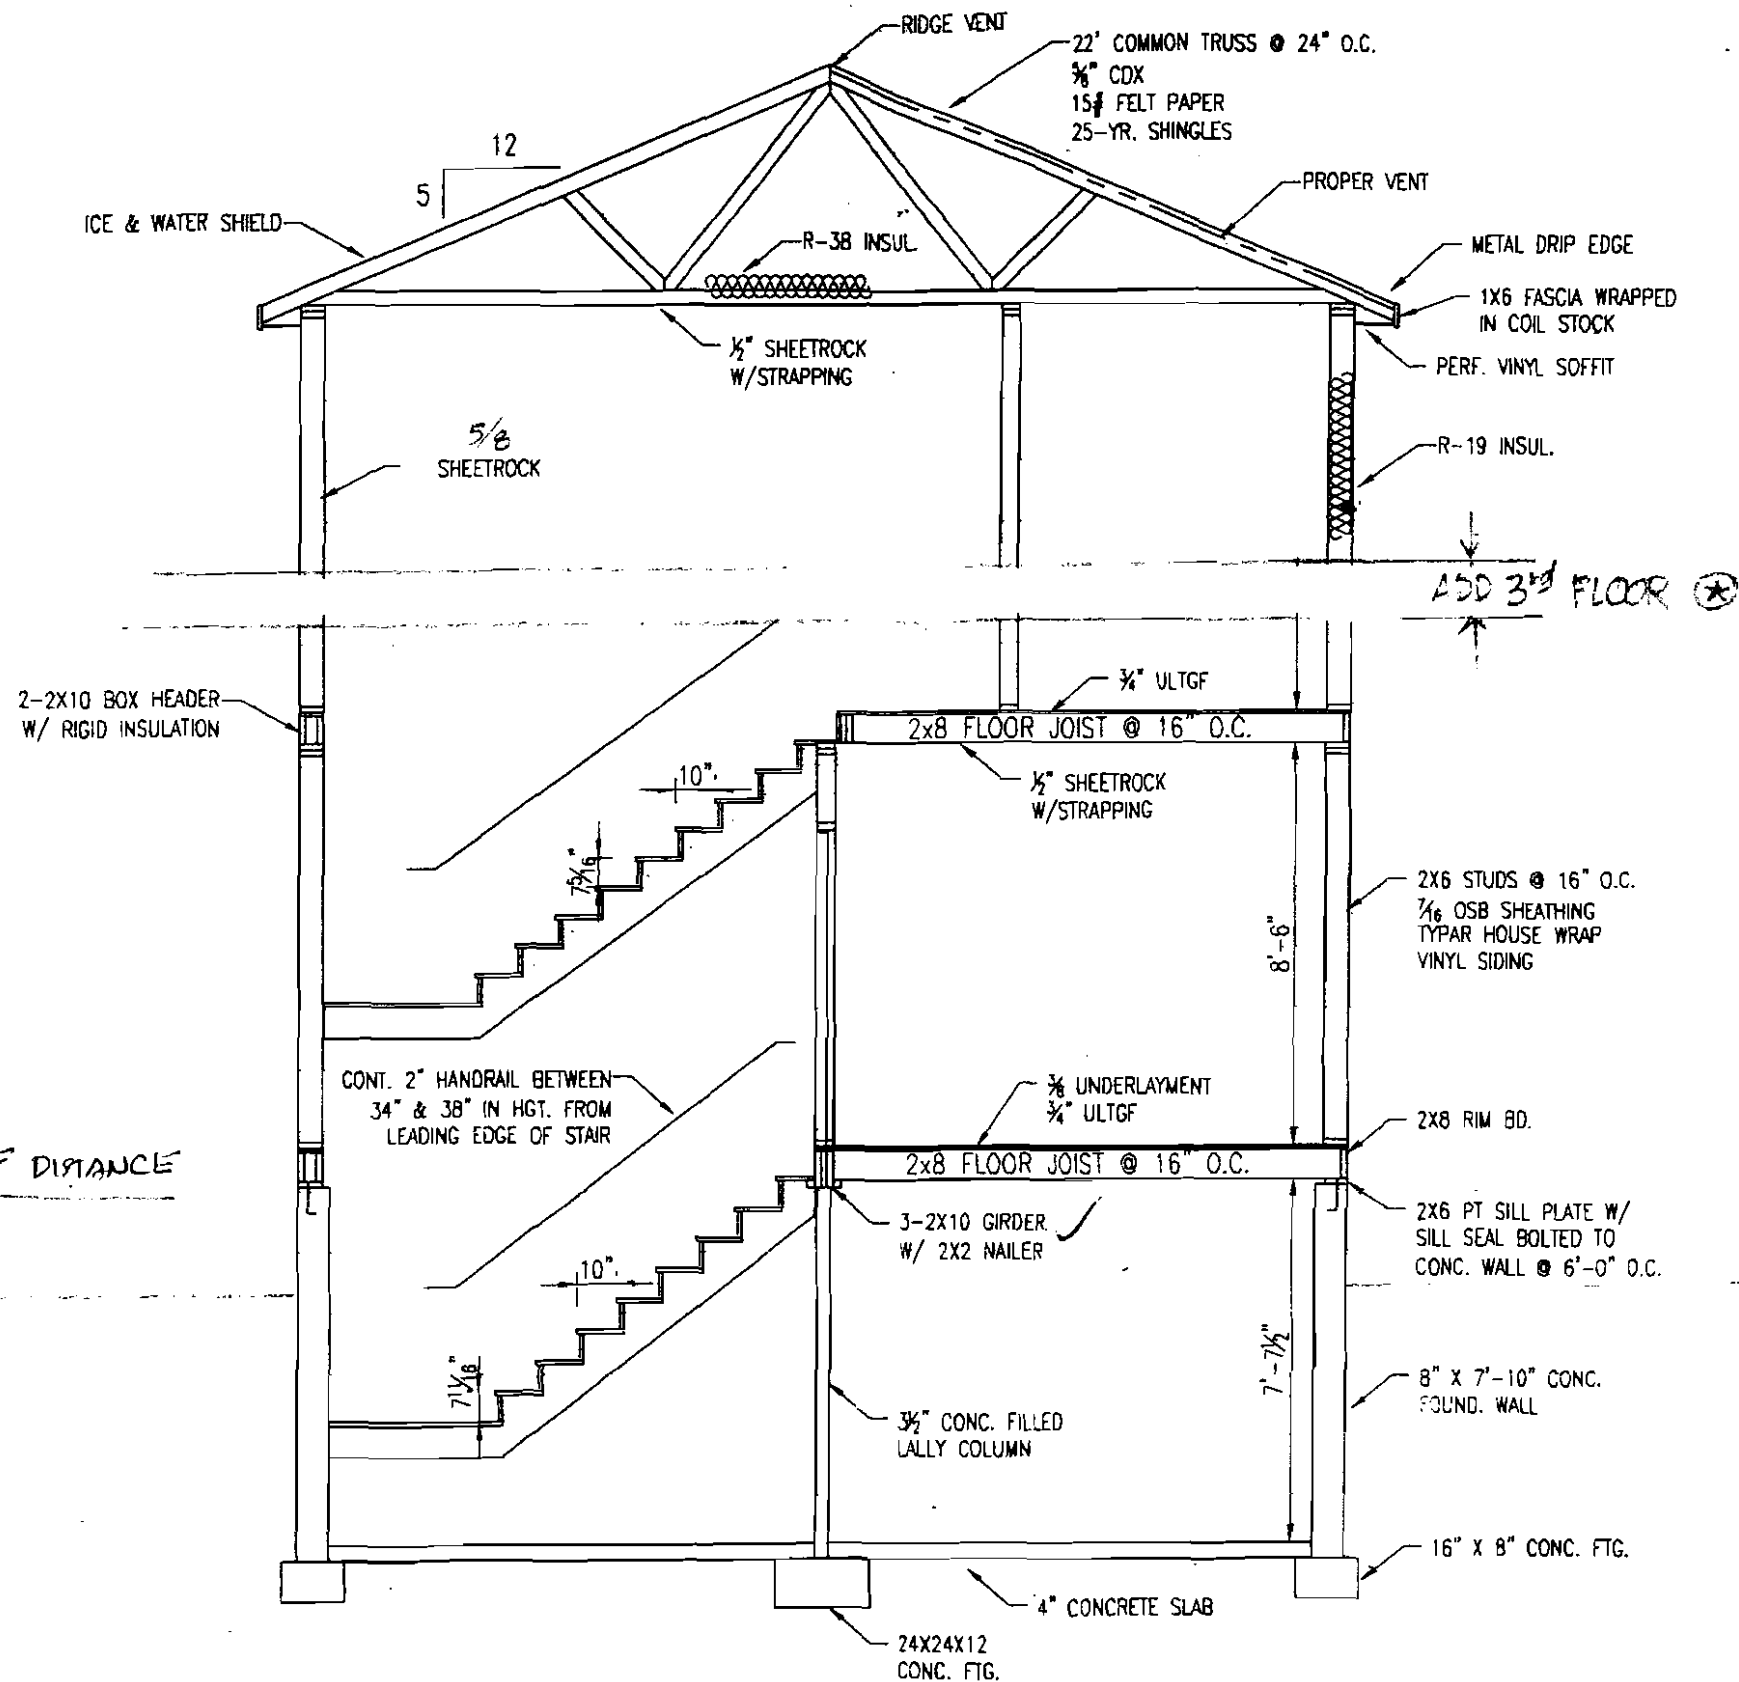 RIDGE VENT
22' COMMON TRUSS @ 24" O.C.
5/8" CDX
15# FELT PAPER
25-YR. SHINGLES
12
5
PROPER VENT
ICE & WATER SHIELD
R-38 INSUL
METAL DRIP EDGE
1X6 FASCIA WRAPPED
IN COIL STOCK
½" SHEETROCK
W/STRAPPING
PERF. VINYL SOFFIT
5/8
SHEETROCK
R-19 INSUL.
ADD 3rd FLOOR
2-2X10 BOX HEADER
W/ RIGID INSULATION
¾" ULTGF
2x8 FLOOR JOIST @ 16" O.C.
10"
½" SHEETROCK
W/STRAPPING
7 5/16"
8'-6"
2X6 STUDS @ 16" O.C.
7/16 OSB SHEATHING
TYPAR HOUSE WRAP
VINYL SIDING
CONT. 2" HANDRAIL BETWEEN
34" & 38" IN HGT. FROM
LEADING EDGE OF STAIR
UNDERLAYMENT
¾" ULTGF
2X8 RIM BD.
DISTANCE
2x8 FLOOR JOIST @ 16" O.C.
3-2X10 GIRDER
W/ 2X2 NAILER
2X6 PT SILL PLATE W/
SILL SEAL BOLTED TO
CONC. WALL @ 6'-0" O.C.
10"
7 11/16"
7'-7½"
8" X 7'-10" CONC.
FOUND. WALL
3½" CONC. FILLED
LALLY COLUMN
16" X 8" CONC. FTG.
4" CONCRETE SLAB
24X24X12
CONC. FTG.